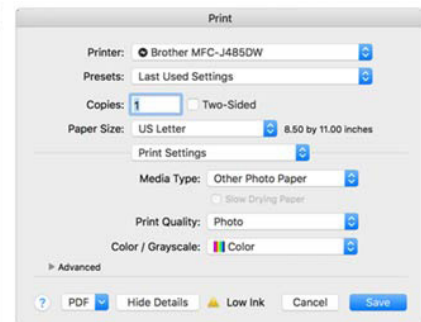 Print
Printer: Brother MFC-J485DW
Presets: Last Used Settings
Copies: 1 Two-Sided
Paper Size: US Letter 8.50 by 11.00 inches
Print Settings
Media Type: Other Photo Paper
Slow Drying Paper
Print Quality: Photo
Color / Grayscale: Color
Advanced
? PDF Hide Details Low Ink Cancel Save